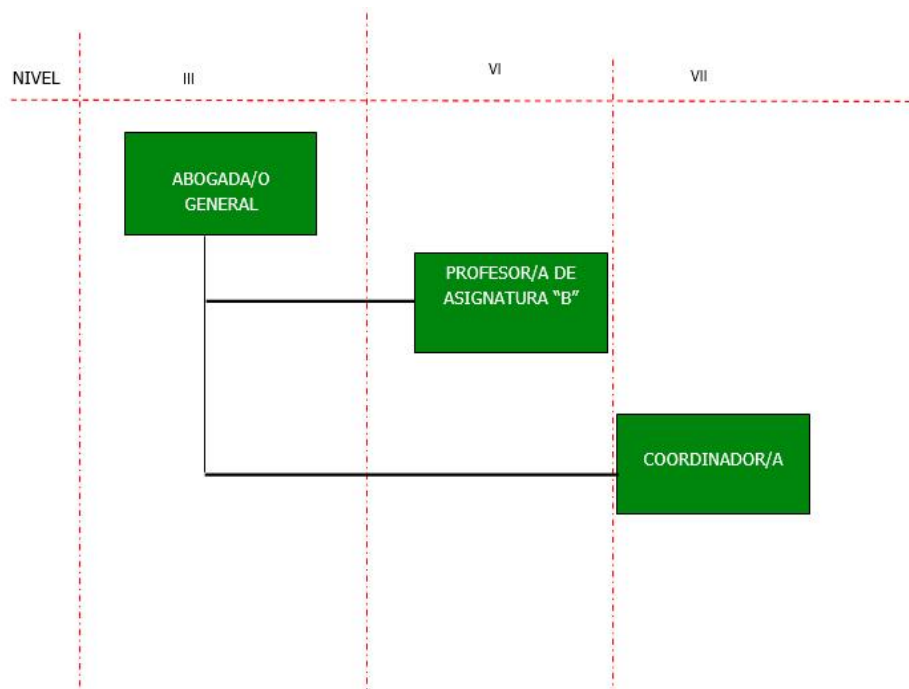 NIVEL III VI VII
ABOGADA/O
GENERAL
PROFESOR/A DE
ASIGNATURA “B”
COORDINADOR/A